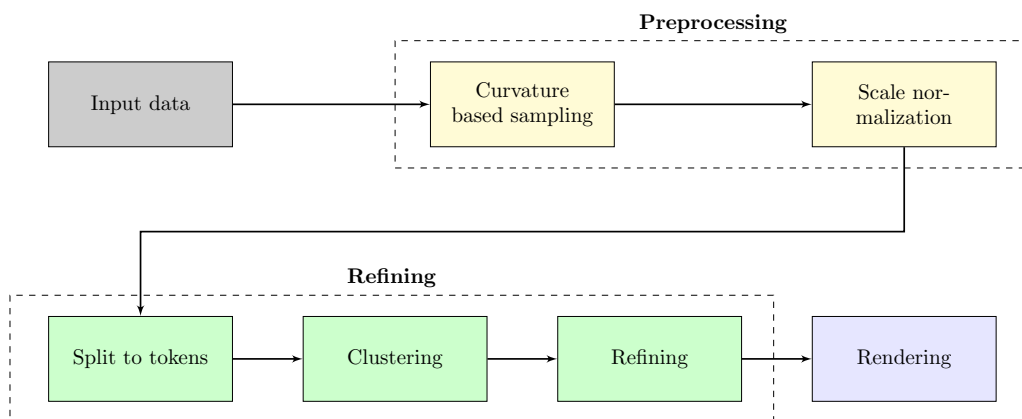 Preprocessing
Input data
Curvature
based sampling
Scale nor-
malization
Refining
Split to tokens
Clustering
Refining
Rendering